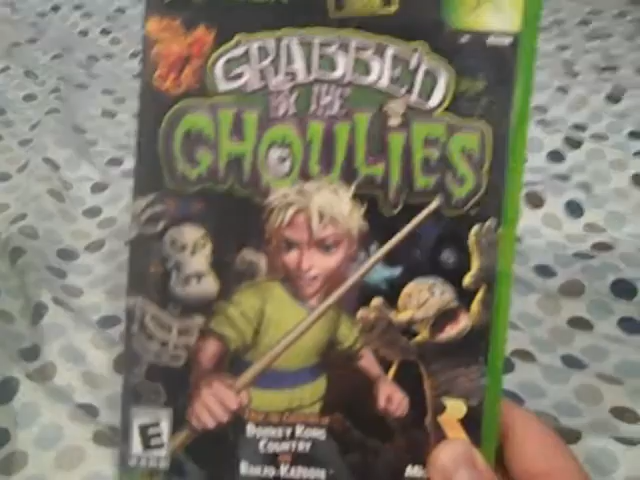 GRABBED
BY THE
GHOULIES
E
DONKEY KONG
COUNTRY
BANJO-KAZOOIE